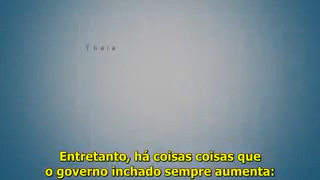 There
Entretanto, há coisas coisas que
o governo inchado sempre aumenta: